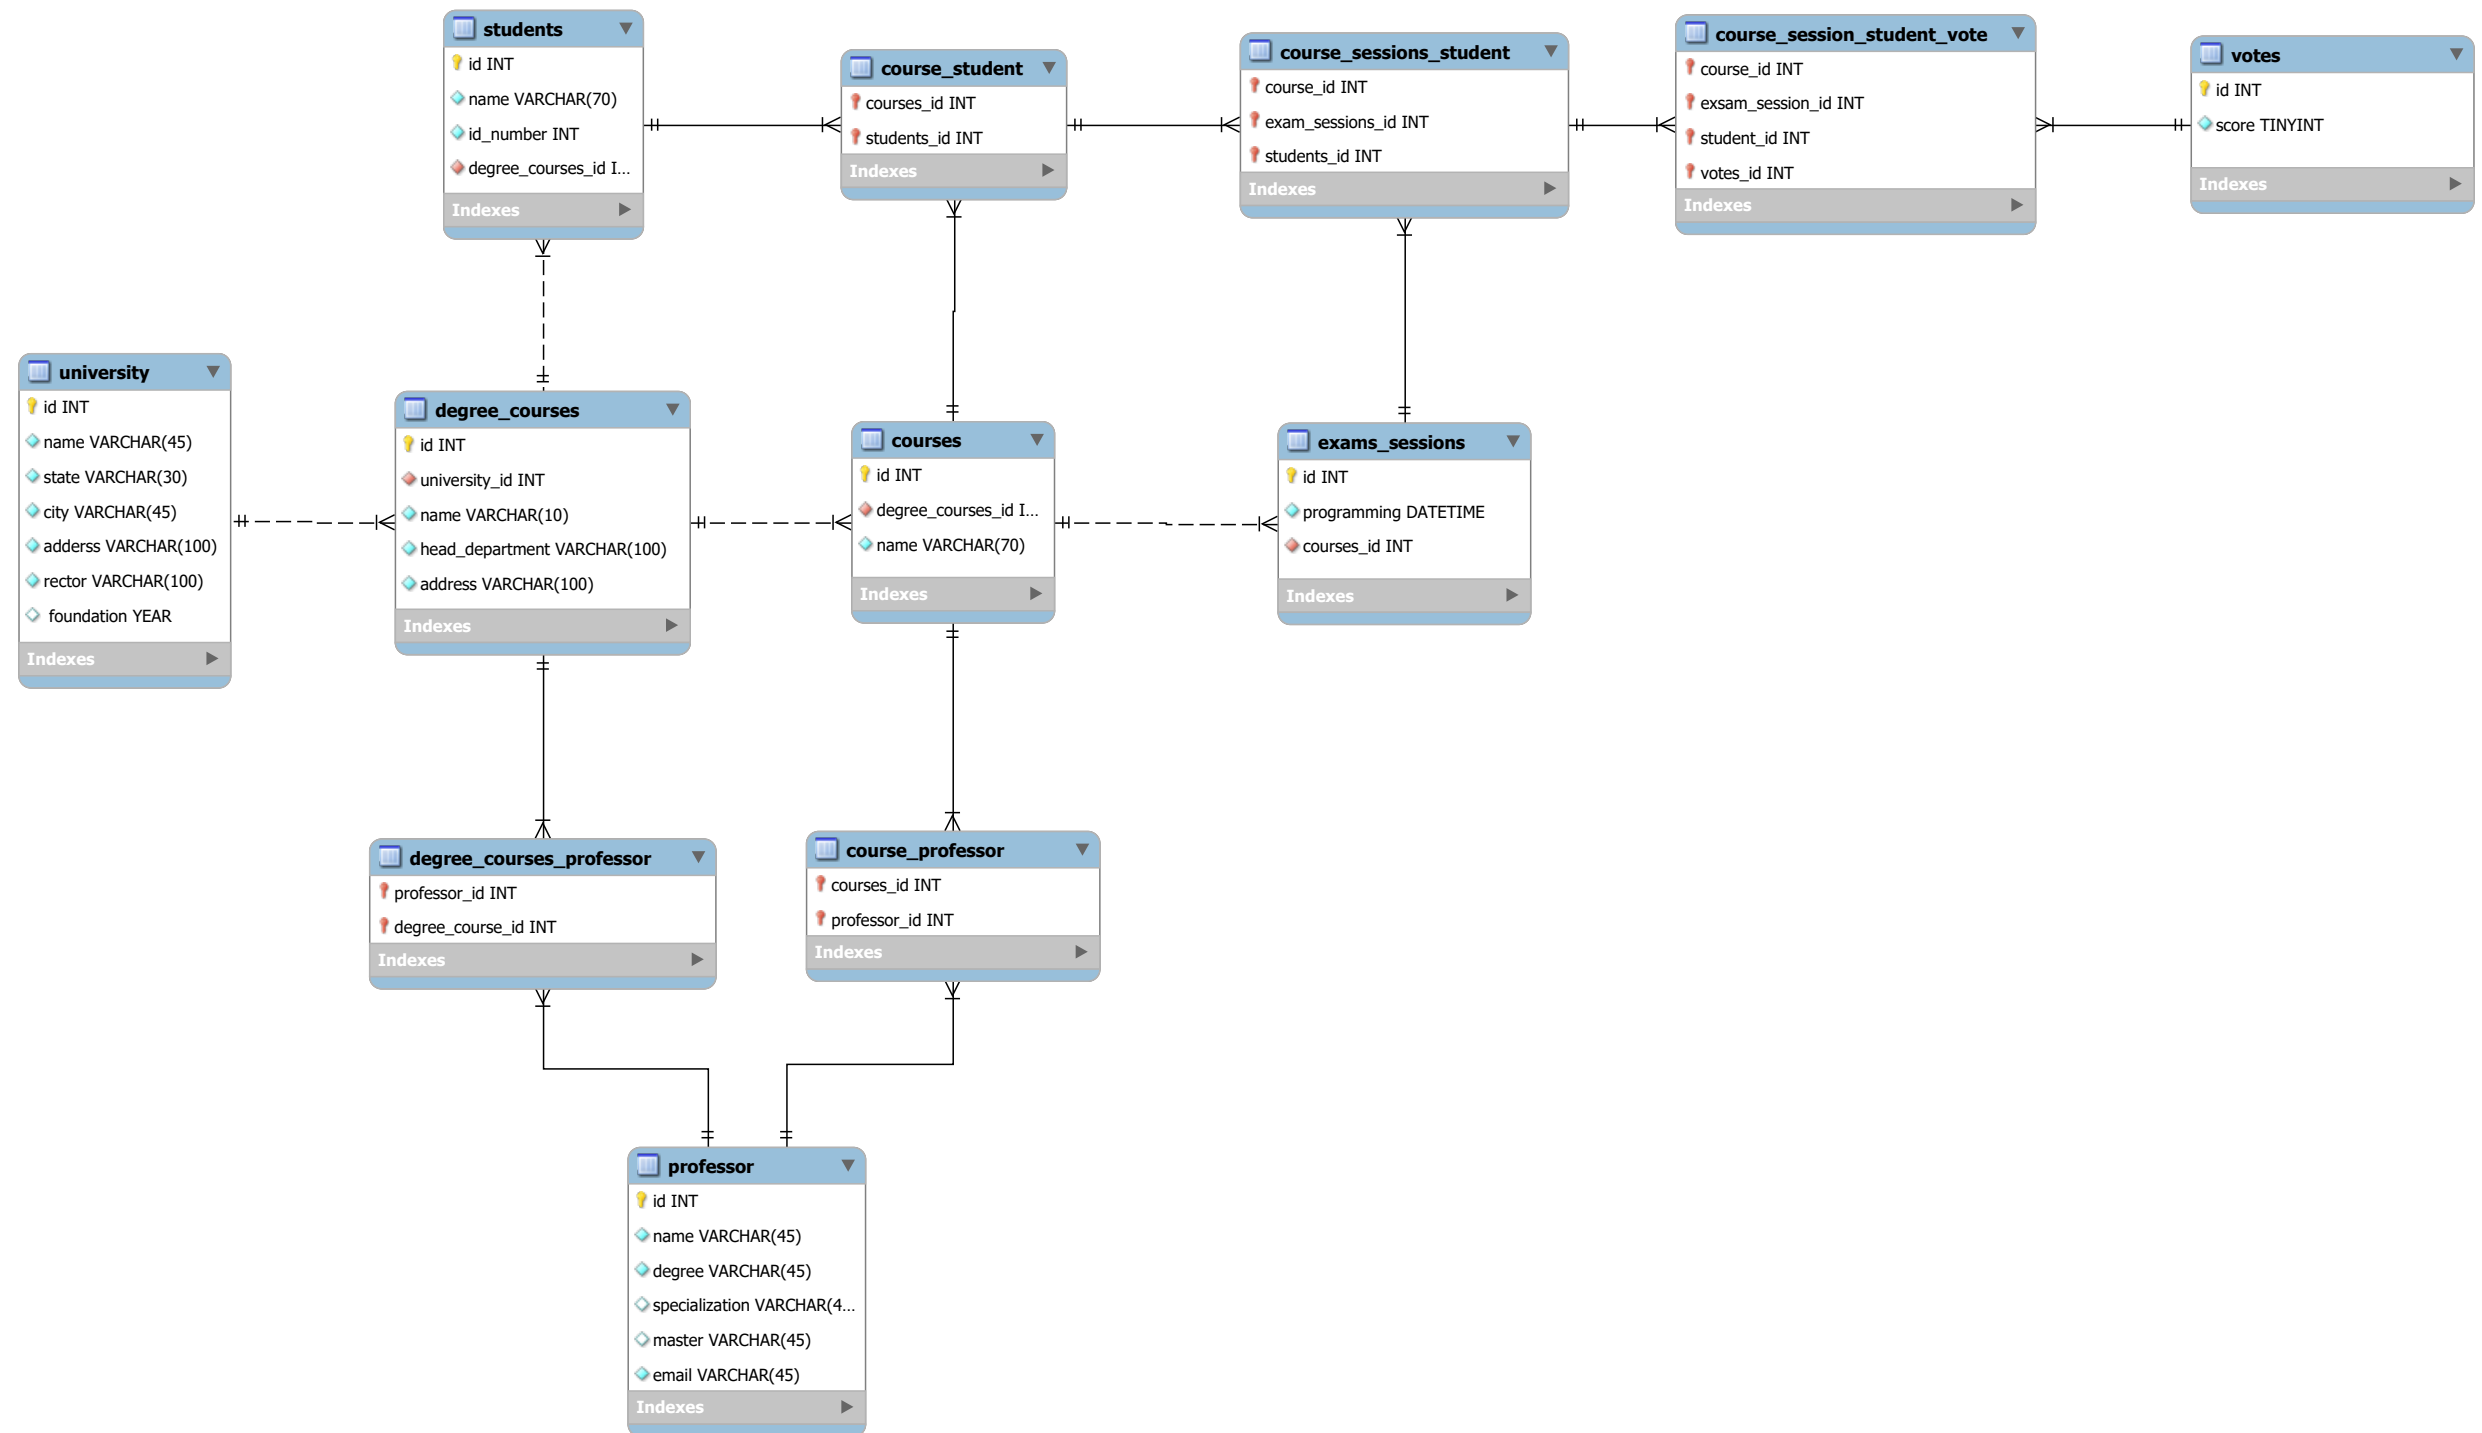 students
id INT
name VARCHAR(70)
id_number INT
degree_courses_id I...
Indexes
course_student
courses_id INT
students_id INT
Indexes
course_sessions_student
course_id INT
exam_sessions_id INT
students_id INT
Indexes
course_session_student_vote
course_id INT
exsam_session_id INT
student_id INT
votes_id INT
Indexes
votes
id INT
score TINYINT
Indexes
university
id INT
name VARCHAR(45)
state VARCHAR(30)
city VARCHAR(45)
adderss VARCHAR(100)
rector VARCHAR(100)
foundation YEAR
Indexes
degree_courses
id INT
university_id INT
name VARCHAR(10)
head_department VARCHAR(100)
address VARCHAR(100)
Indexes
courses
id INT
degree_courses_id I...
name VARCHAR(70)
Indexes
exams_sessions
id INT
programming DATETIME
courses_id INT
Indexes
degree_courses_professor
professor_id INT
degree_course_id INT
Indexes
course_professor
courses_id INT
professor_id INT
Indexes
professor
id INT
name VARCHAR(45)
degree VARCHAR(45)
specialization VARCHAR(4...
master VARCHAR(45)
email VARCHAR(45)
Indexes